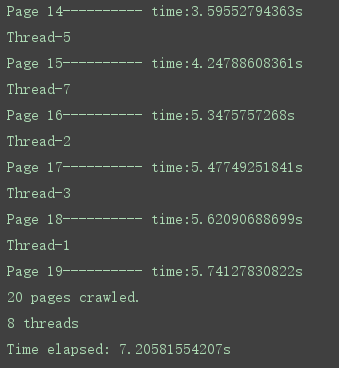 Page 14---------- time:3.59552794363s
Thread-5
Page 15---------- time:4.24788608361s
Thread-7
Page 16---------- time:5.3475757268s
Thread-2
Page 17---------- time:5.47749251841s
Thread-3
Page 18---------- time:5.62090688699s
Thread-1
Page 19---------- time:5.74127830822s
20 pages crawled.
8 threads
Time elapsed: 7.20581554207s